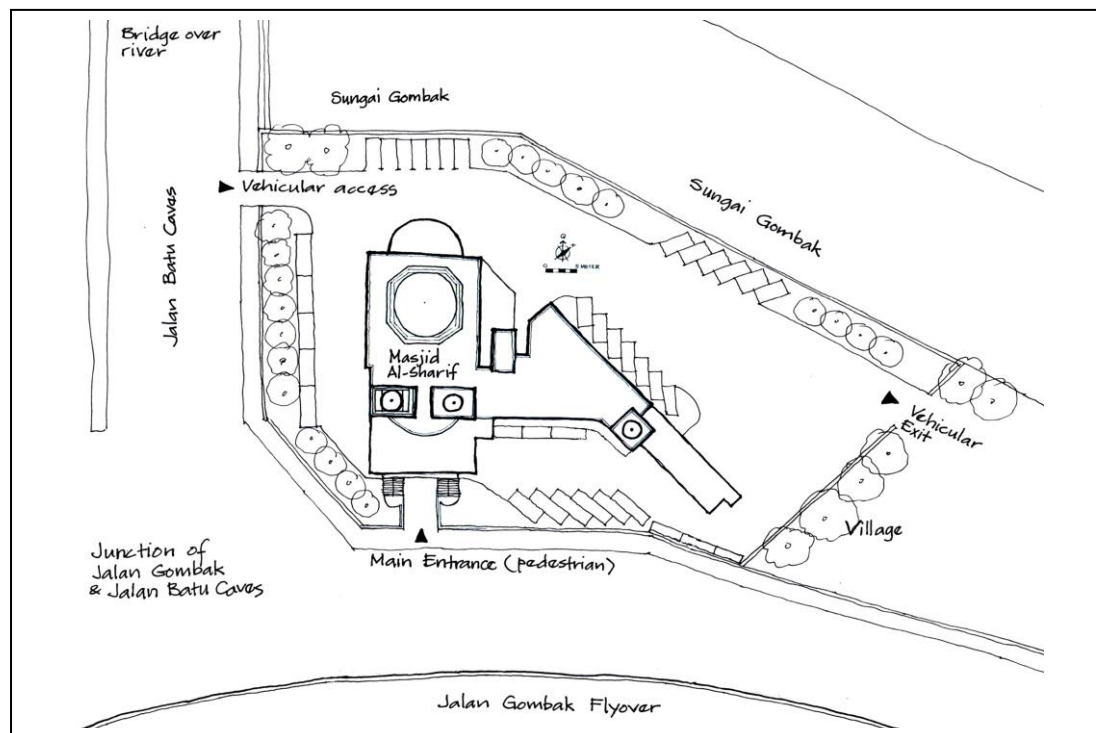 Bridge over
river
Sungai Gombak
Vehicular access
Sungai Gombak
Jalan Batu Caves
Masjid
Al-Sharif
Vehicular
Exit
Village
Junction of
Jalan Gombak
& Jalan Batu Caves
Main Entrance (pedestrian)
Jalan Gombak Flyover